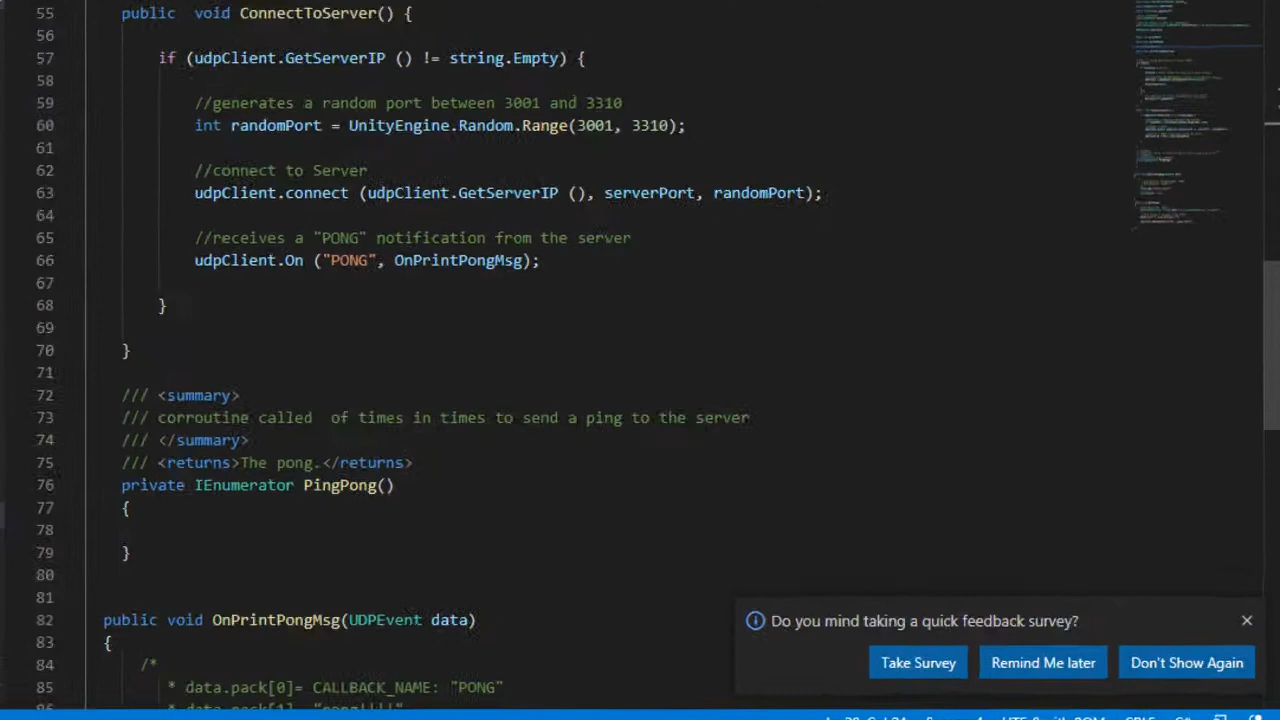 55 public  void ConnectToServer() {
56
57 if (udpClient.GetServerIP () != string.Empty) {
58
59 //generates a random port between 3001 and 3310
60 int randomPort = UnityEngine.Random.Range(3001, 3310);
61
62 //connect to Server
63 udpClient.connect (udpClient.GetServerIP (), serverPort, randomPort);
64
65 //receives a "PONG" notification from the server
66 udpClient.On ("PONG", OnPrintPongMsg);
67
68 }
69
70 }
71
72 /// <summary>
73 /// corroutine called  of times in times to send a ping to the server
74 /// </summary>
75 /// <returns>The pong.</returns>
76 private IEnumerator PingPong()
77 {
78
79 }
80
81
82 public void OnPrintPongMsg(UDPEvent data)
83 {
84 /*
85 * data.pack[0]= CALLBACK_NAME: "PONG"
Do you mind taking a quick feedback survey?
Take Survey
Remind Me later
Don't Show Again